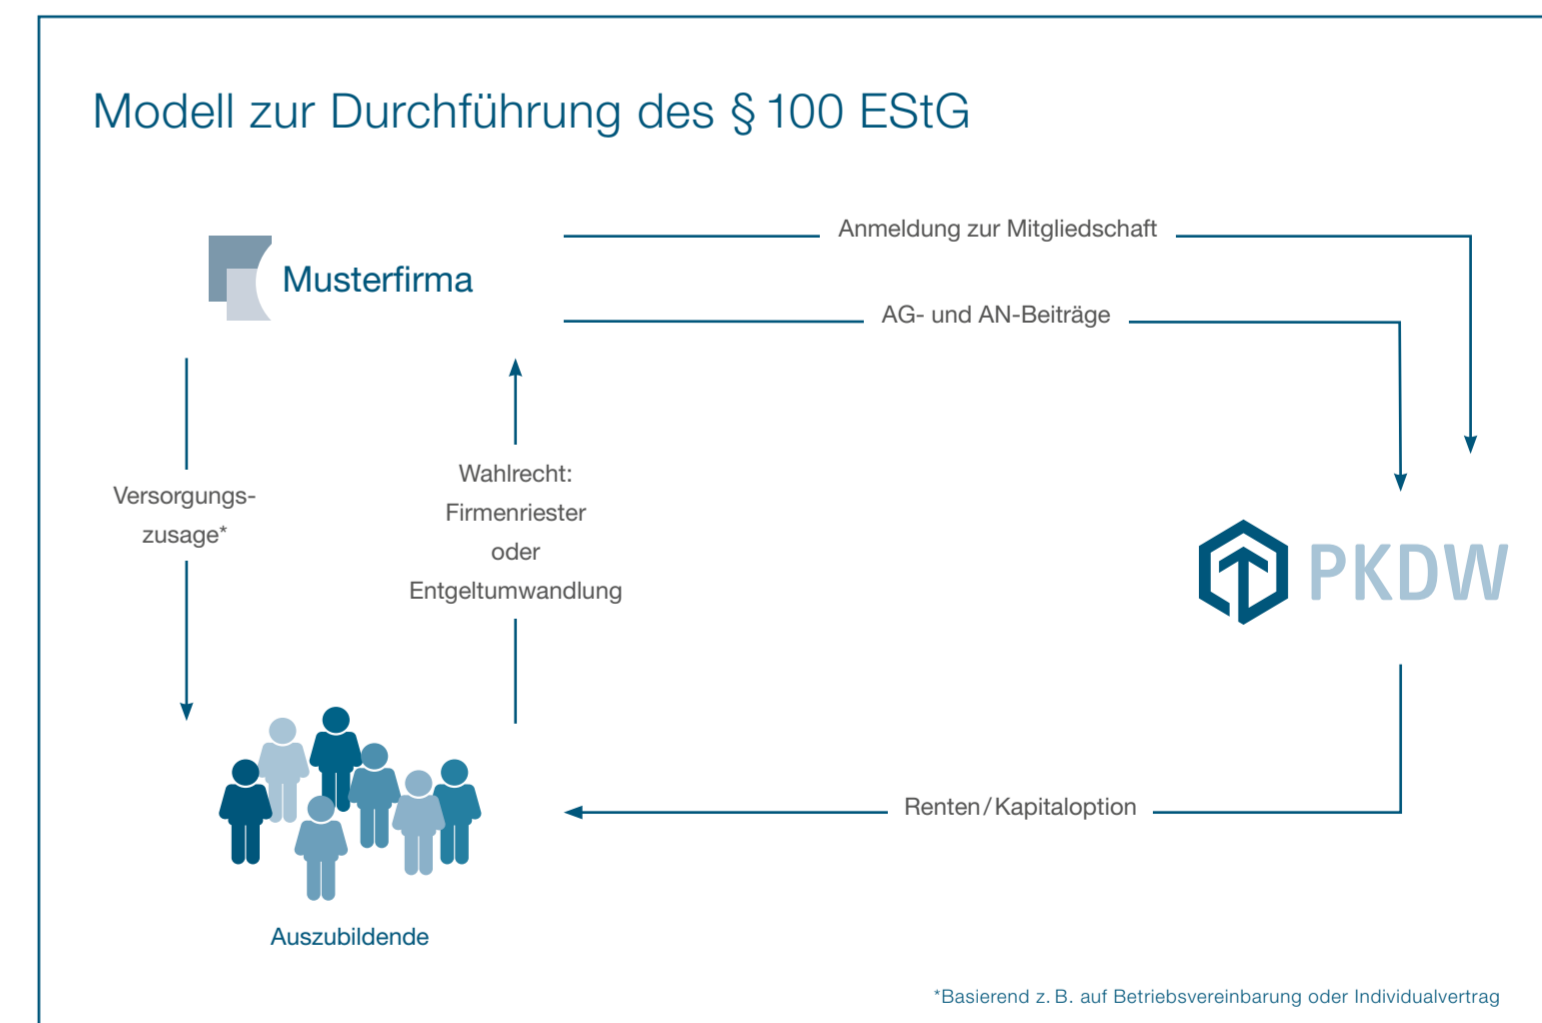 Modell zur Durchführung des § 100 EStG
Anmeldung zur Mitgliedschaft
Musterfirma
AG- und AN-Beiträge
Versorgungs-
zusage*
Wahlrecht:
Firmenriester
oder
Entgeltumwandlung
PKDW
Renten/Kapitaloption
Auszubildende
*Basierend z. B. auf Betriebsvereinbarung oder Individualvertrag